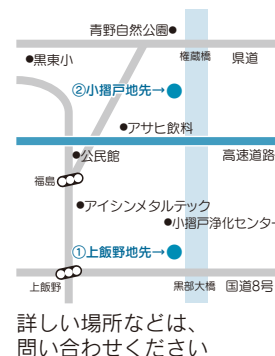 青野自然公園●
●黒東小
権蔵橋
県道
②小摺戸地先→
●アサヒ飲料
●公民館
高速道路
福島
●アイシンメタルテック
●小摺戸浄化センター
①上飯野地先→
上飯野
黒部大橋
国道8号
詳しい場所などは、
問い合わせください